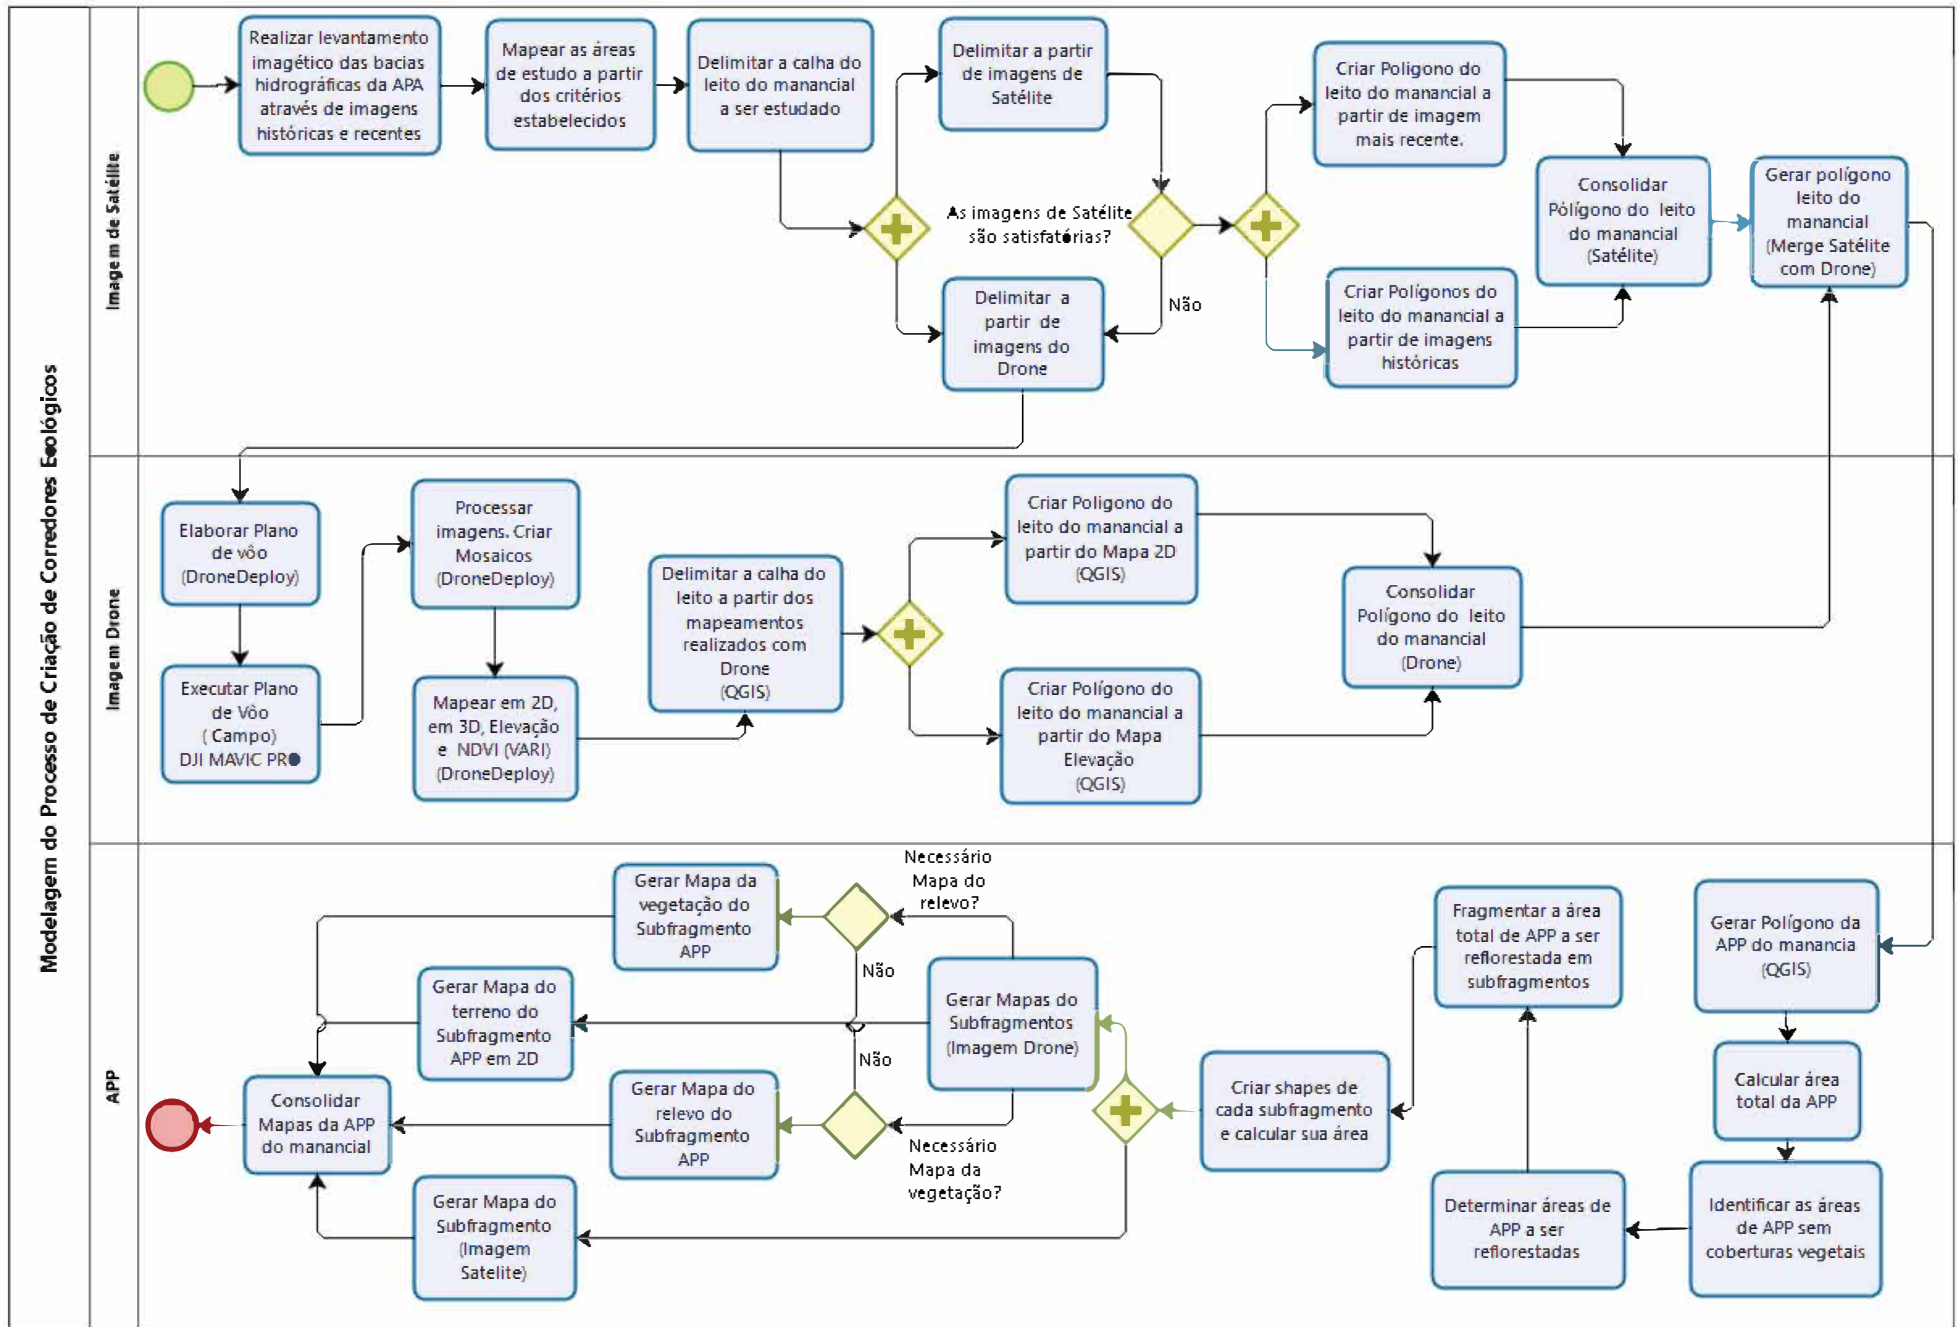 Modelagem do Processo de Criação de Corredores Ecológicos
Imagem de Satélite
Realizar levantamento
imagético das bacias
hidrográficas da APA
através de imagens
históricas e recentes
Mapear as áreas
de estudo a partir
dos critérios
estabelecidos
Delimitar a calha do
leito do manancial
a ser estudado
Delimitar a partir
de imagens de
Satélite
As imagens de Satélite
são satisfatórias?
Não
Delimitar a
partir de
imagens do
Drone
Criar Poligono do
leito do manancial a
partir de imagem
mais recente.
Criar Polígonos do
leito do manancial a
partir de imagens
históricas
Consolidar
Póligono do leito
do manancial
(Satélite)
Gerar polígono
leito do
manancial
(Merge Satélite
com Drone)
Imagem Drone
Elaborar Plano
de vôo
(DroneDeploy)
Executar Plano
de Vôo
( Campo)
DJI MAVIC PRO
Processar
imagens. Criar
Mosaicos
(DroneDeploy)
Mapear em 2D,
em 3D, Elevação
e NDVI (VARI)
(DroneDeploy)
Delimitar a calha do
leito a partir dos
mapeamentos
realizados com
Drone
(QGIS)
Criar Poligono do
leito do manancial a
partir do Mapa 2D
(QGIS)
Criar Polígono do
leito do manancial a
partir do Mapa
Elevação
(QGIS)
Consolidar
Polígono do leito
do manancial
(Drone)
APP
Gerar Polígono da
APP do manancia
(QGIS)
Calcular área
total da APP
Identificar as áreas
de APP sem
coberturas vegetais
Determinar áreas de
APP a ser
reflorestadas
Fragmentar a área
total de APP a ser
reflorestada em
subfragmentos
Criar shapes de
cada subfragmento
e calcular sua área
Gerar Mapas do
Subfragmentos
(Imagem Drone)
Necessário
Mapa do
relevo?
Não
Não
Necessário
Mapa da
vegetação?
Gerar Mapa da
vegetação do
Subfragmento
APP
Gerar Mapa do
terreno do
Subfragmento
APP em 2D
Gerar Mapa do
relevo do
Subfragmento
APP
Gerar Mapa do
Subfragmento
(Imagem
Satelite)
Consolidar
Mapas da APP
do manancial